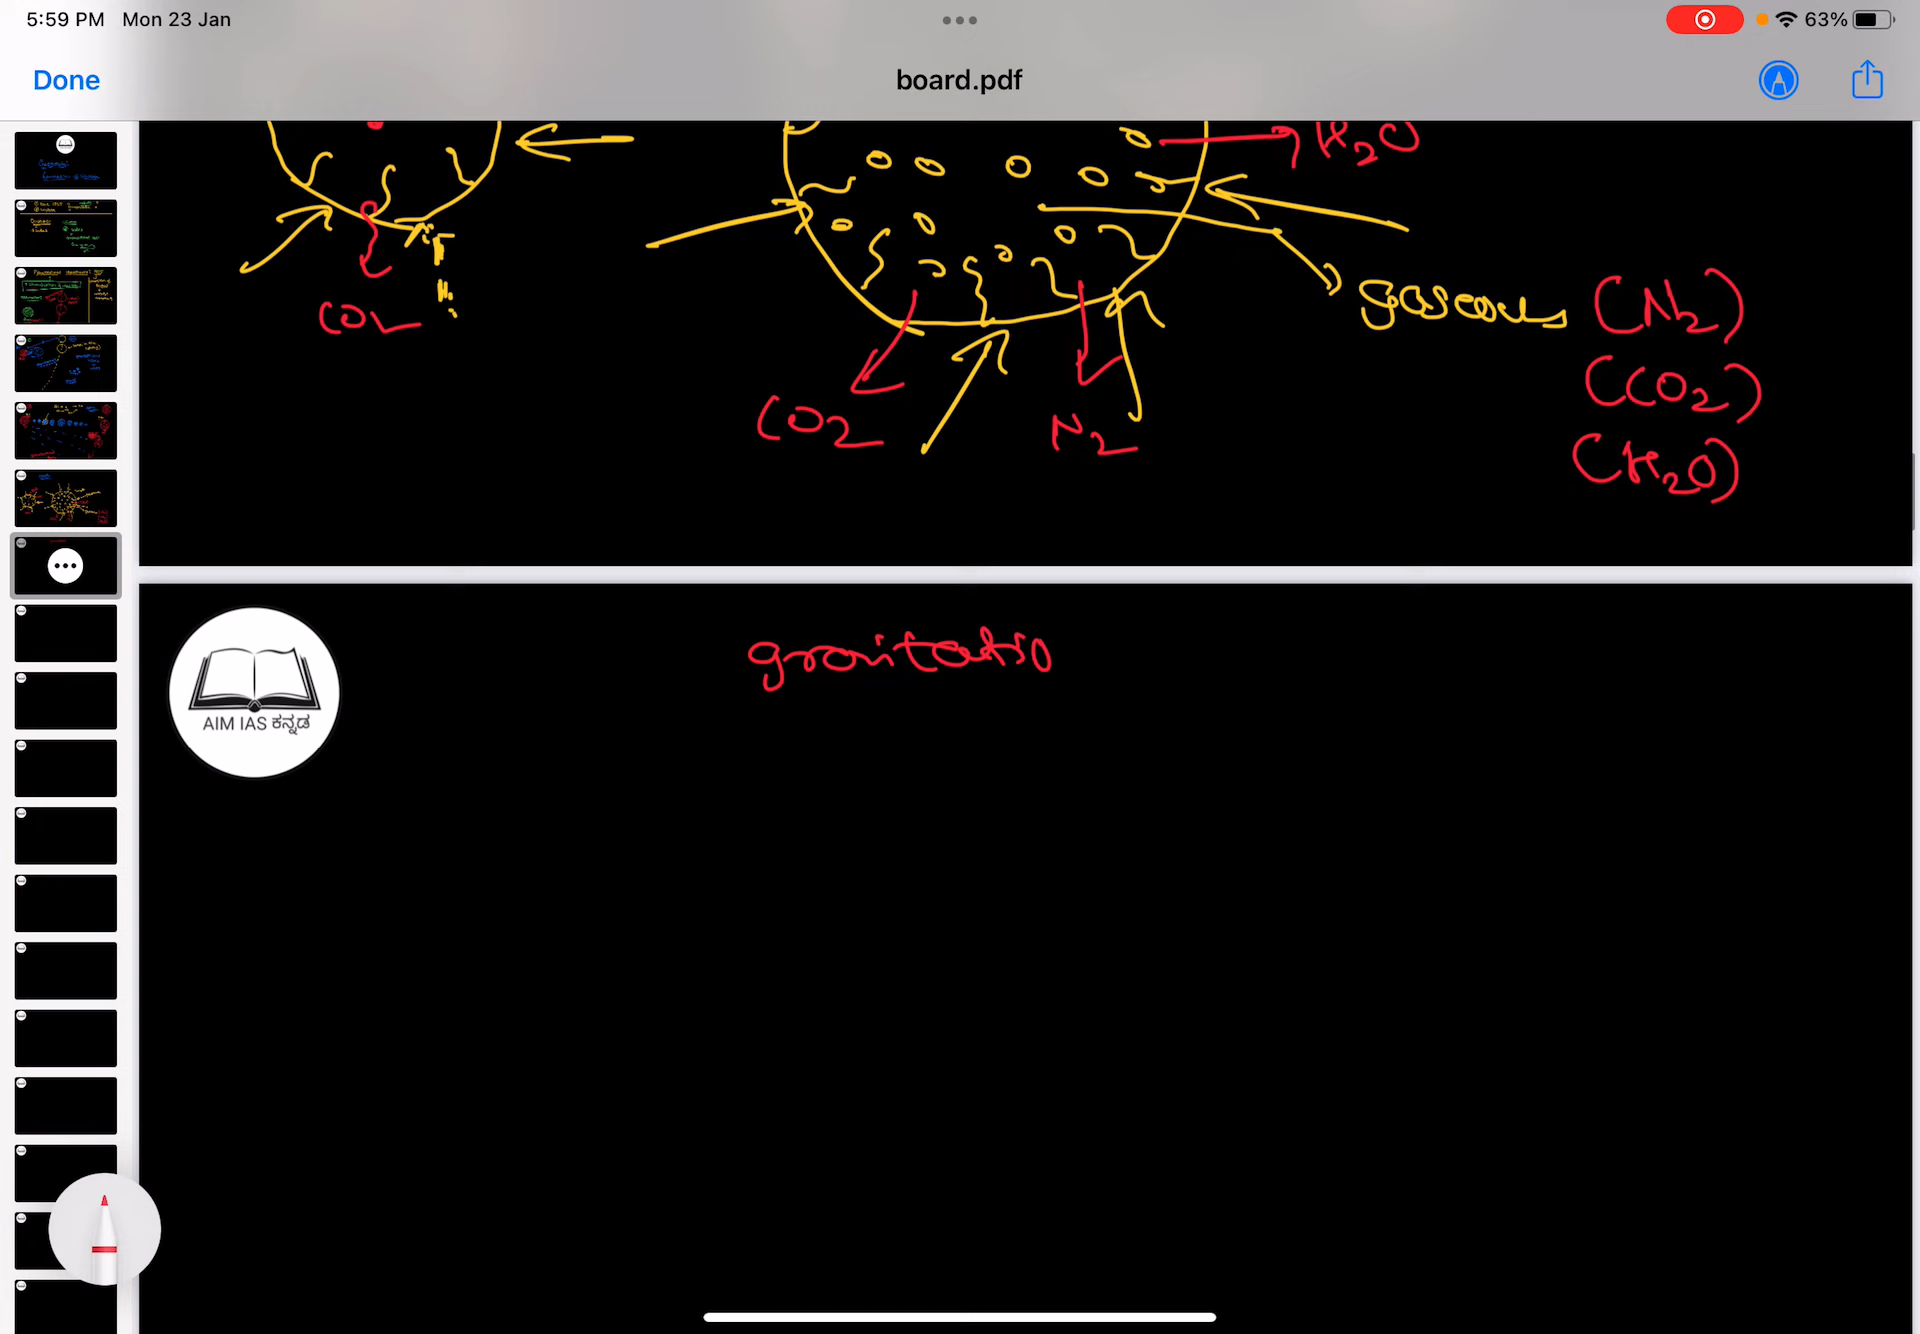 5:59 PM Mon 23 Jan
63%
Done
board.pdf
H2O
gaseous (N2)
CO2
(CO2)
CO2
N2
(H2O)
gravitatio
AIM IAS ಕನ್ನಡ